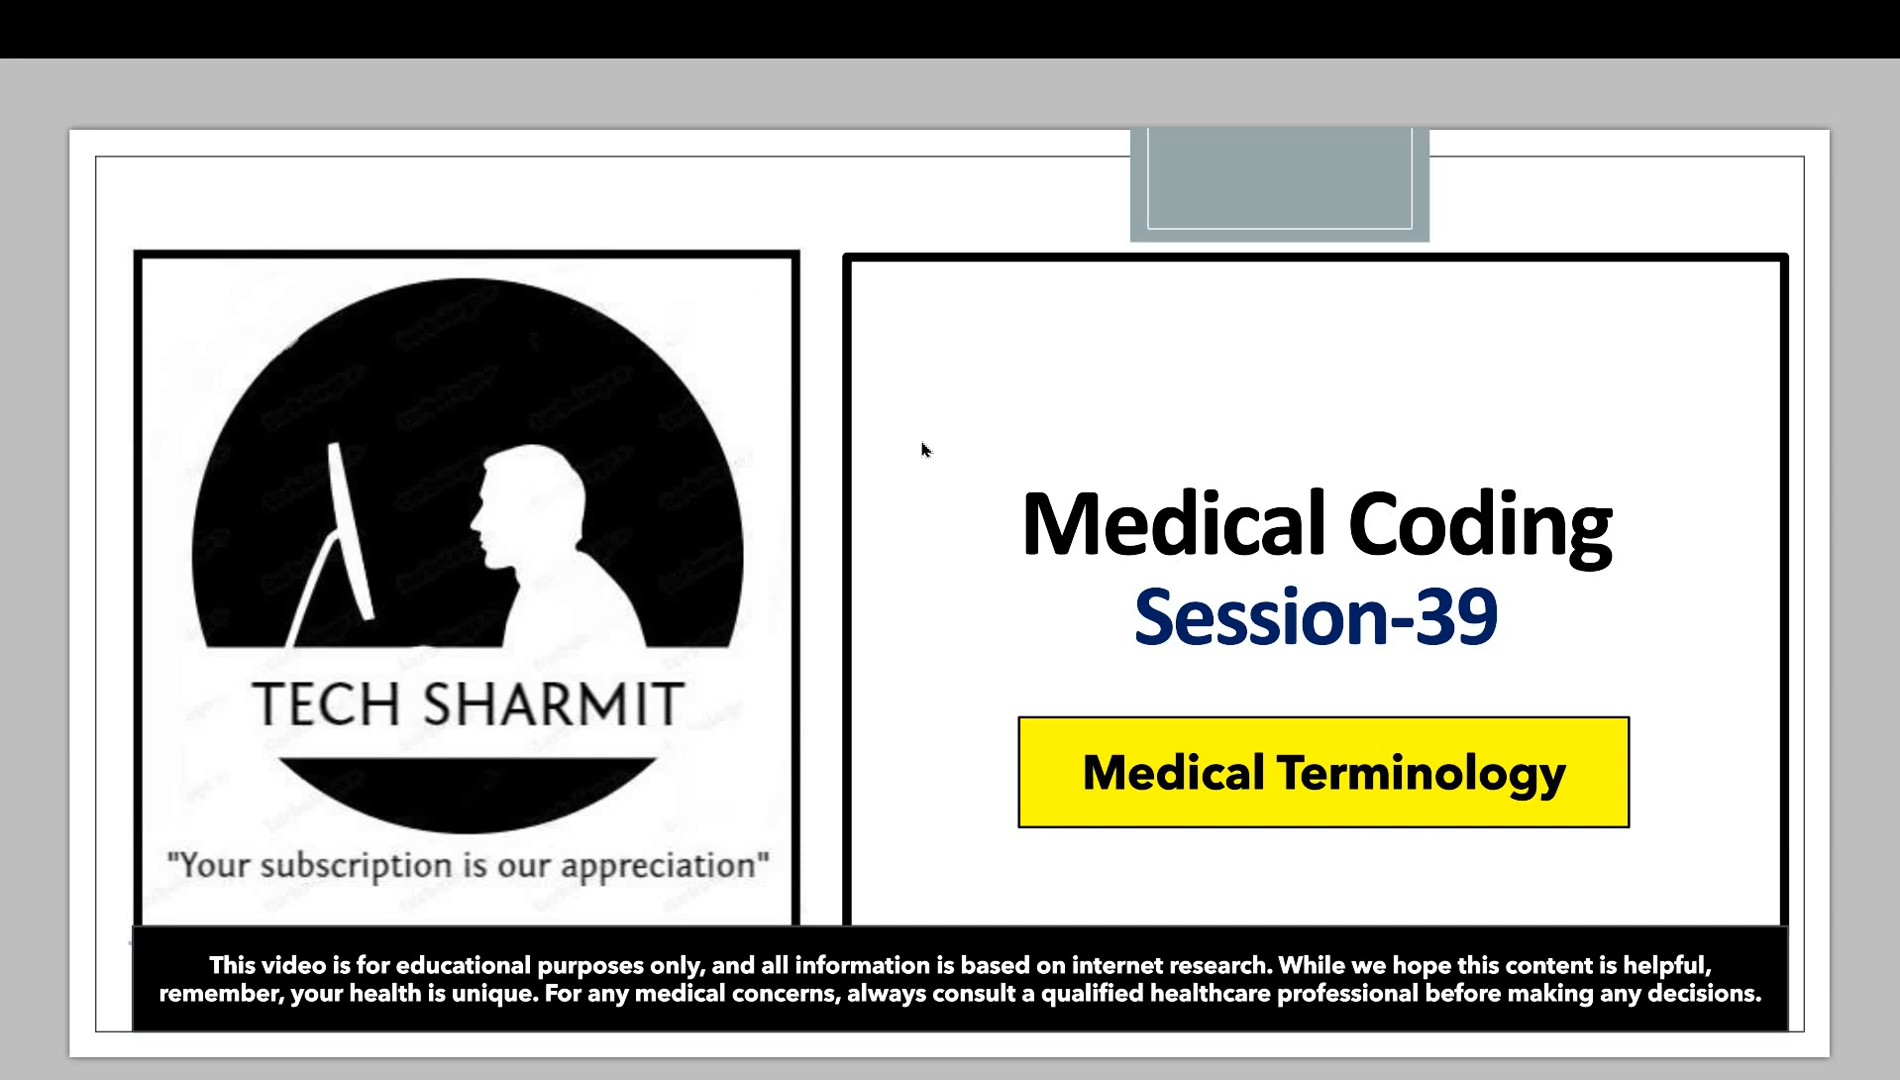 TECH SHARMIT
"Your subscription is our appreciation"
Medical Coding
Session-39
Medical Terminology
This video is for educational purposes only, and all information is based on internet research. While we hope this content is helpful,
remember, your health is unique. For any medical concerns, always consult a qualified healthcare professional before making any decisions.